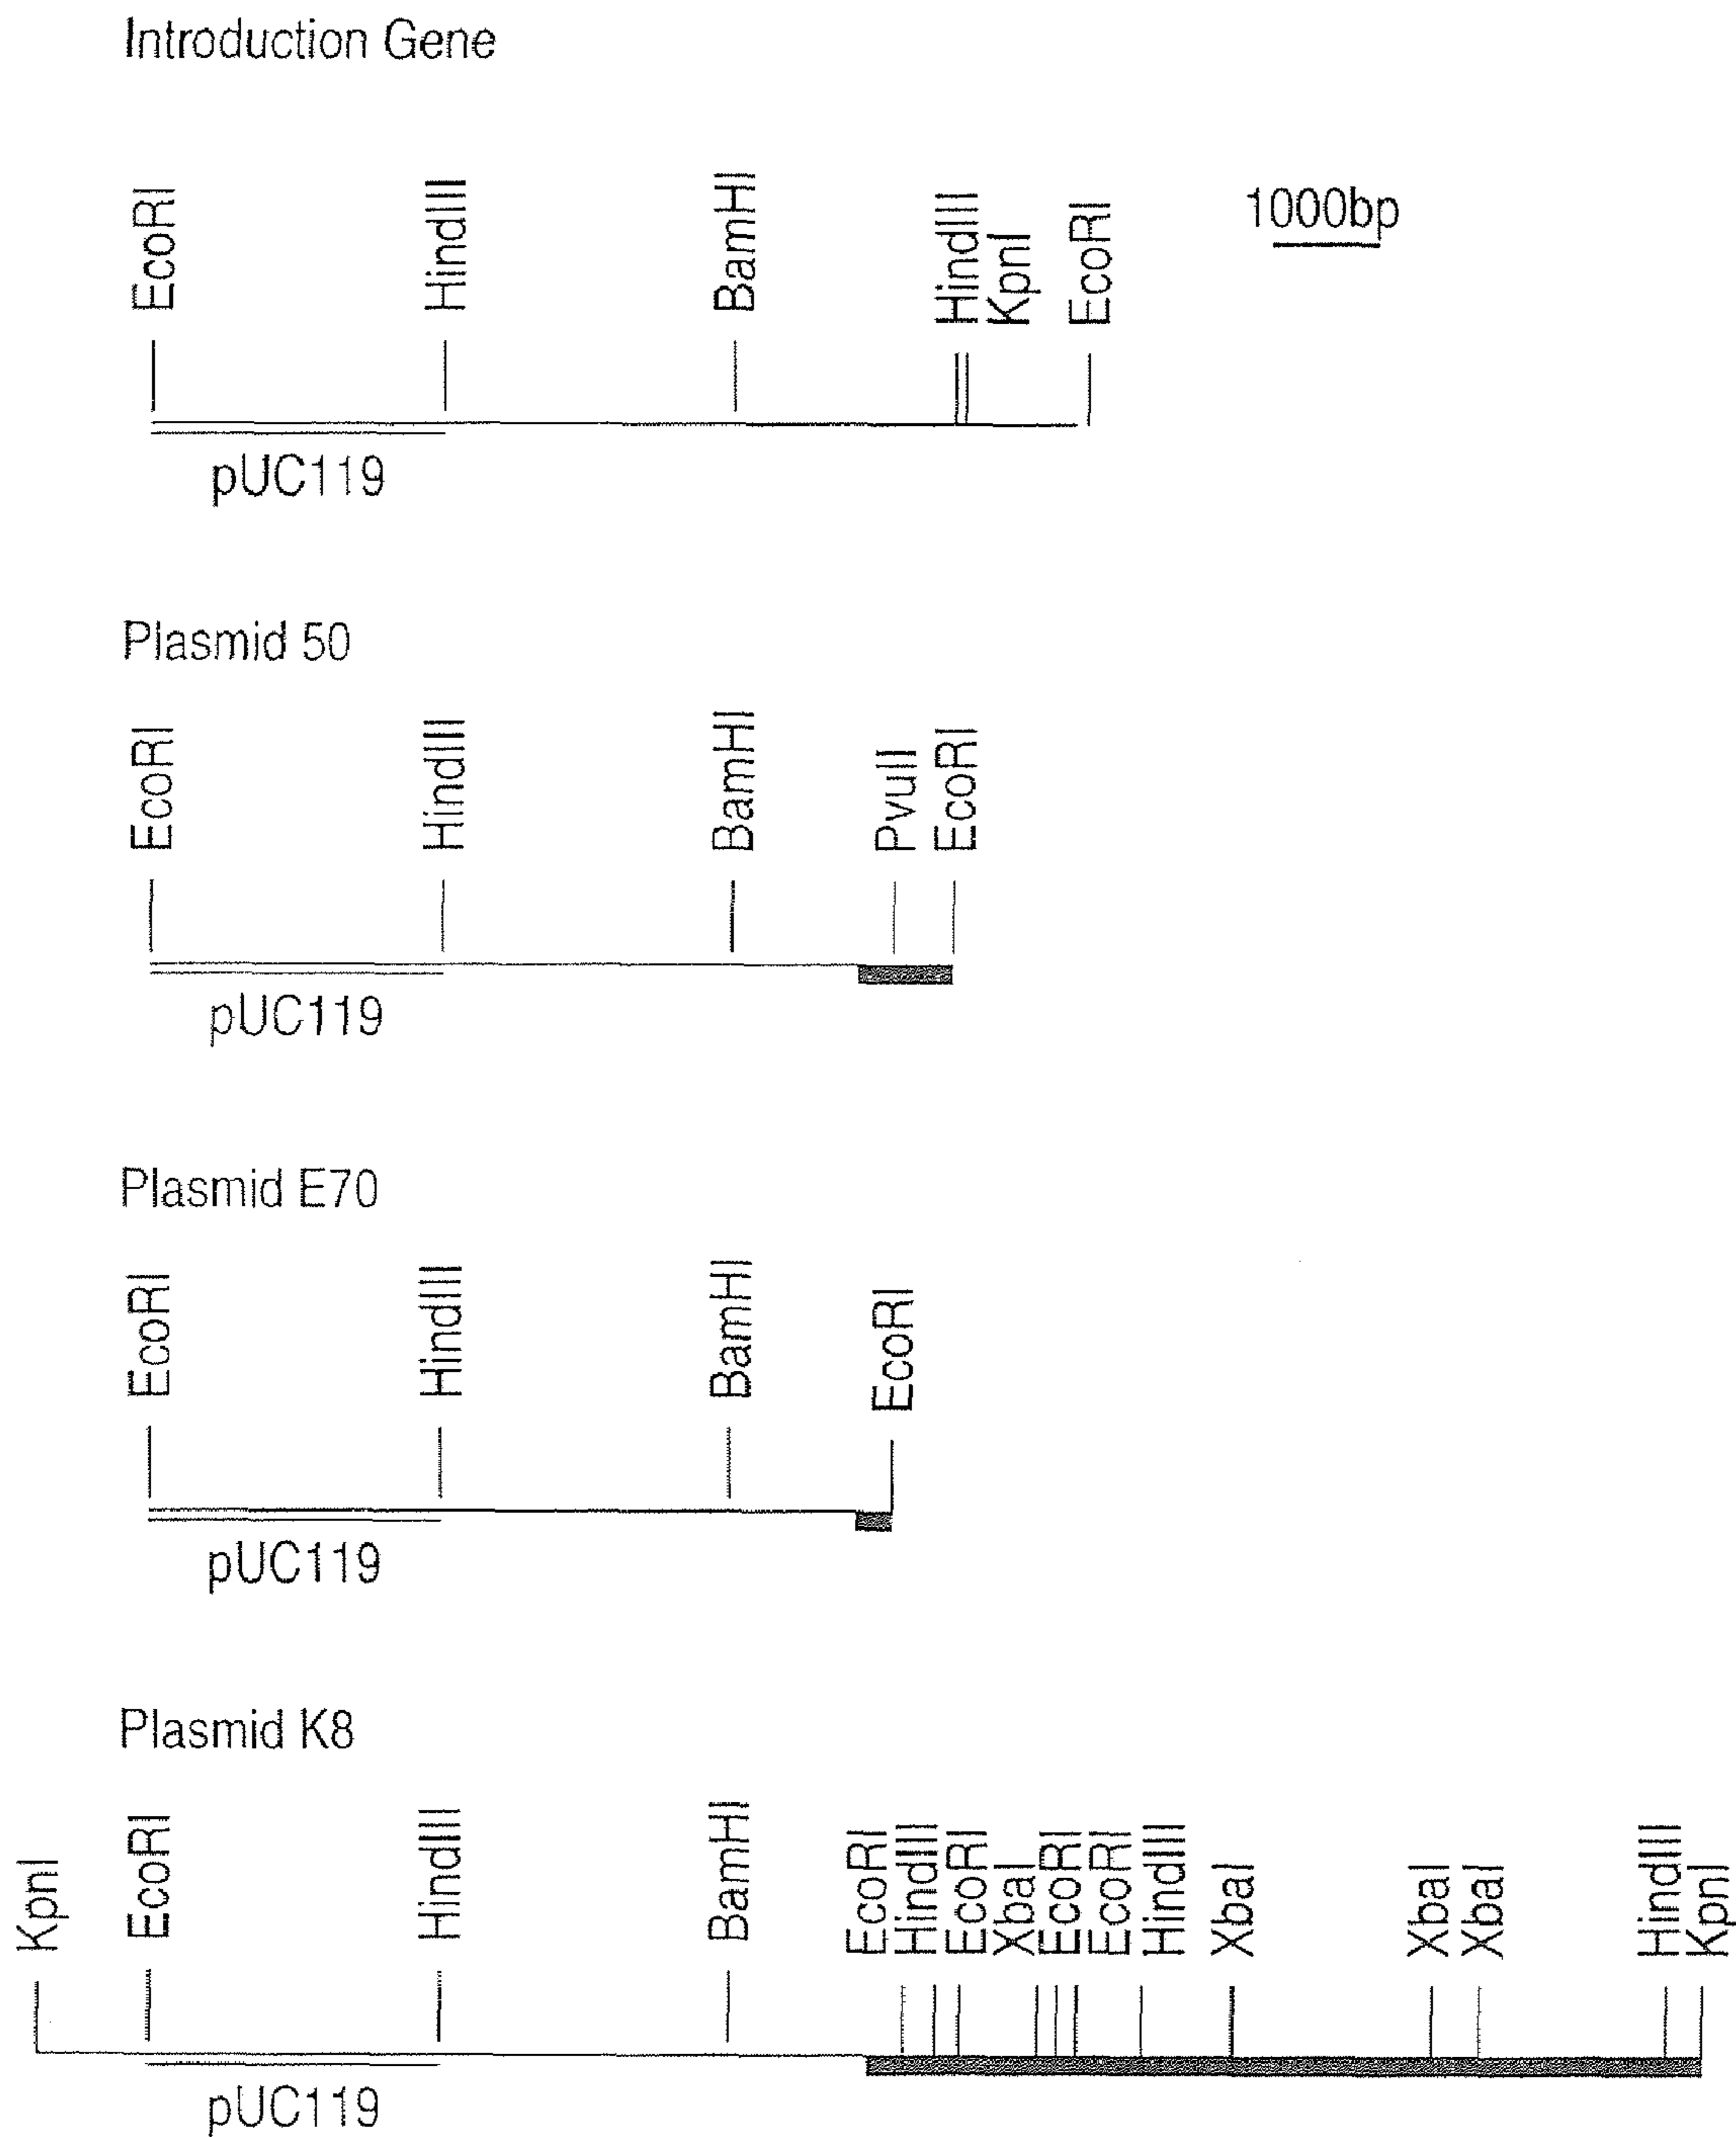 Introduction Gene
EcoRI HindIII BamHI HindIII KpnI EcoRI 1000bp
pUC119
Plasmid 50
EcoRI HindIII BamHI PvuII EcoRI
pUC119
Plasmid E70
EcoRI HindIII BamHI EcoRI
pUC119
Plasmid K8
KpnI EcoRI HindIII BamHI EcoRI HindIII EcoRI XbaI EcoRI EcoRI HindIII XbaI XbaI XbaI HindIII KpnI
pUC119